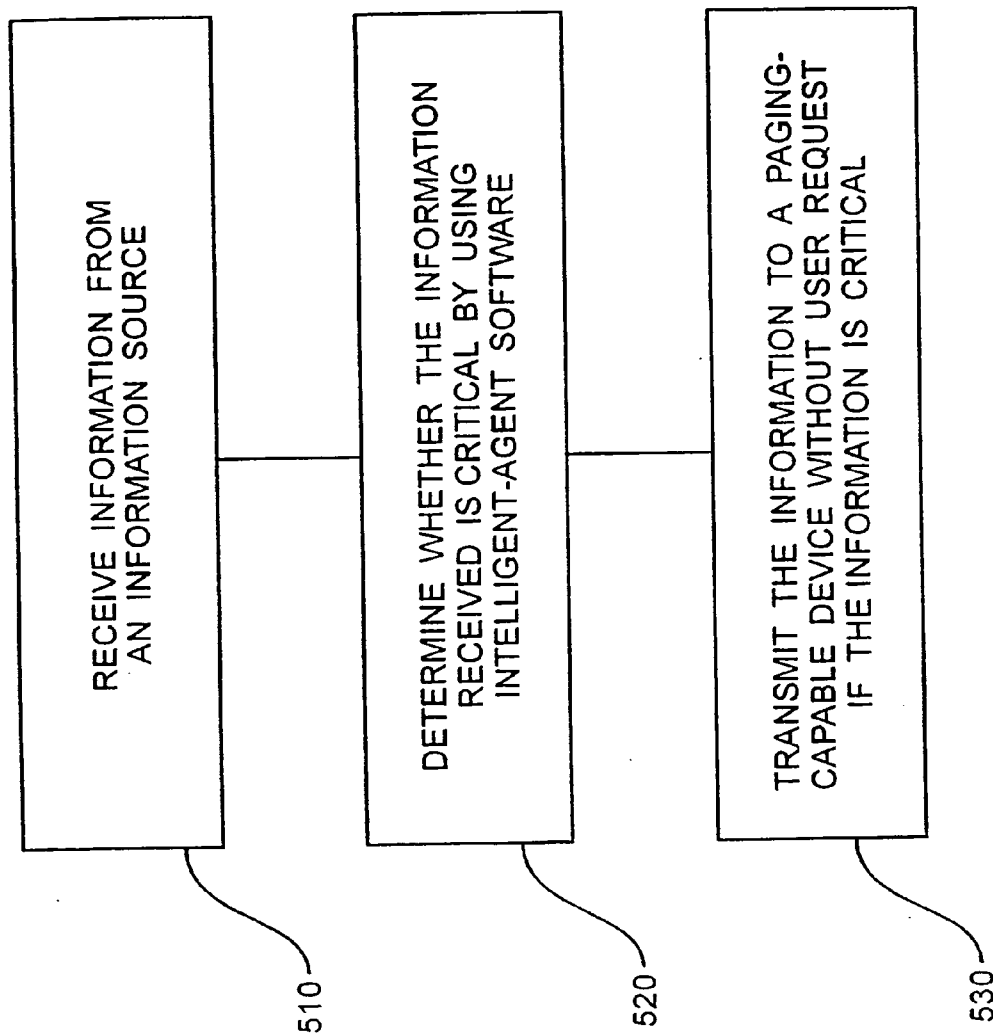 RECEIVE INFORMATION FROM
AN INFORMATION SOURCE
510
DETERMINE WHETHER THE INFORMATION
RECEIVED IS CRITICAL BY USING
INTELLIGENT-AGENT SOFTWARE
520
TRANSMIT THE INFORMATION TO A PAGING-
CAPABLE DEVICE WITHOUT USER REQUEST
IF THE INFORMATION IS CRITICAL
530